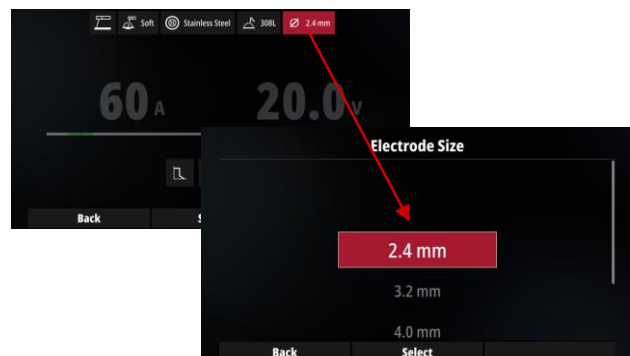 Soft Stainless Steel 308L 2.4 mm
60 A 20.0 V
Back
Electrode Size
2.4 mm
3.2 mm
4.0 mm
Back Select